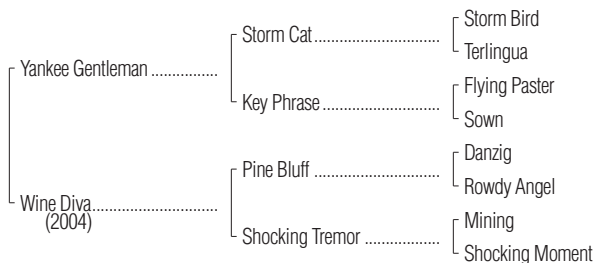 Storm Bird
Storm Cat..............................
Terlingua
Yankee Gentleman ................
Flying Paster
Key Phrase............................
Sown
Danzig
Pine Bluff ..............................
Rowdy Angel
Wine Diva..............................
(2004)
Mining
Shocking Tremor ..................
Shocking Moment